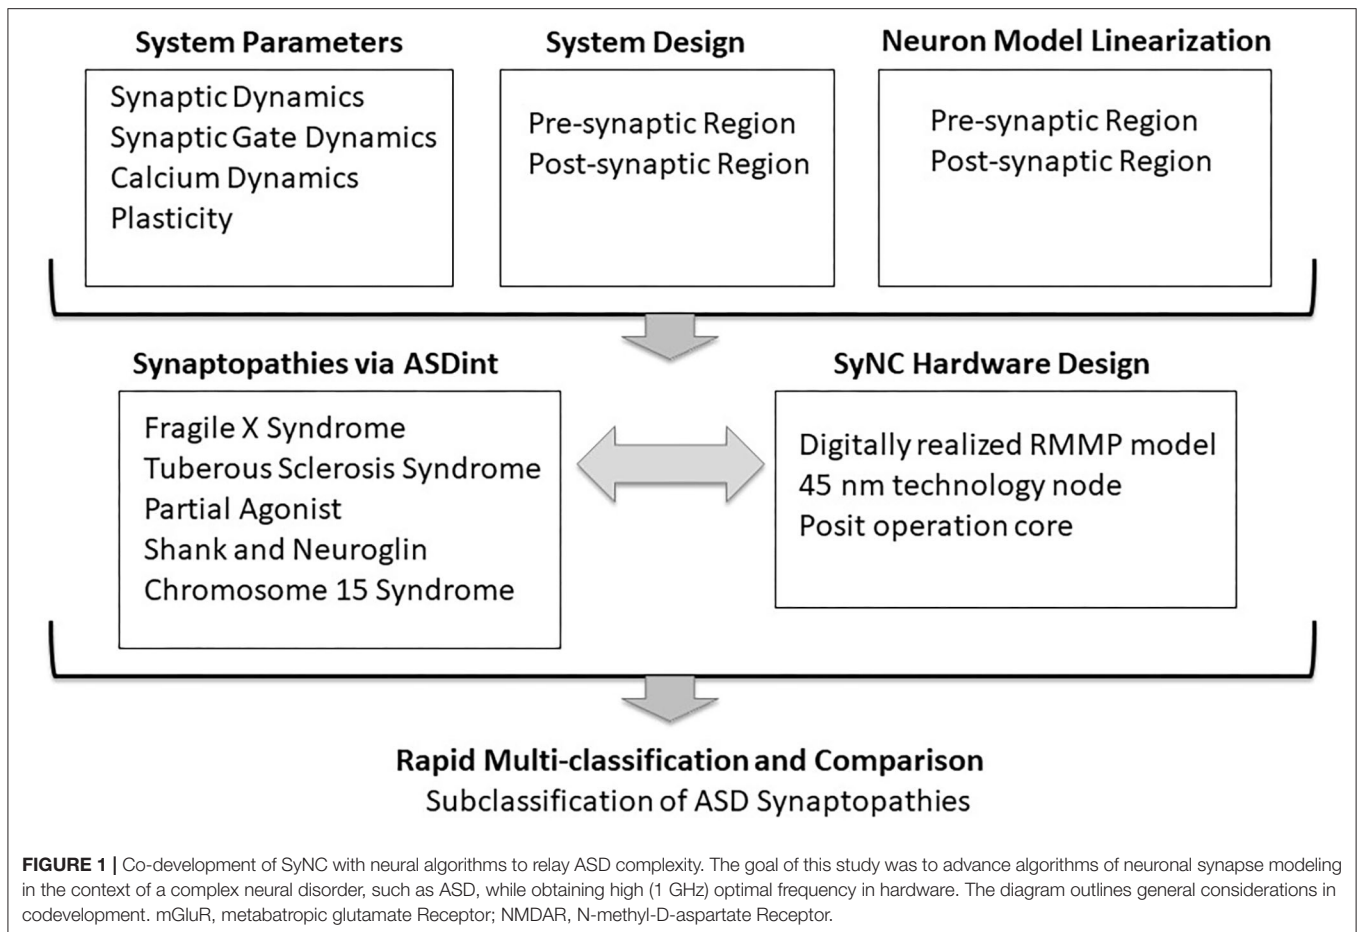 System Parameters
Synaptic Dynamics
Synaptic Gate Dynamics
Calcium Dynamics
Plasticity
System Design
Pre-synaptic Region
Post-synaptic Region
Neuron Model Linearization
Pre-synaptic Region
Post-synaptic Region
Synaptopathies via ASDint
Fragile X Syndrome
Tuberous Sclerosis Syndrome
Partial Agonist
Shank and Neuroglin
Chromosome 15 Syndrome
SyNC Hardware Design
Digitally realized RMMP model
45 nm technology node
Posit operation core
Rapid Multi-classification and Comparison
Subclassification of ASD Synaptopathies
FIGURE 1 | Co-development of SyNC with neural algorithms to relay ASD complexity. The goal of this study was to advance algorithms of neuronal synapse modeling
in the context of a complex neural disorder, such as ASD, while obtaining high (1 GHz) optimal frequency in hardware. The diagram outlines general considerations in
codevelopment. mGluR, metabatropic glutamate Receptor; NMDAR, N-methyl-D-aspartate Receptor.